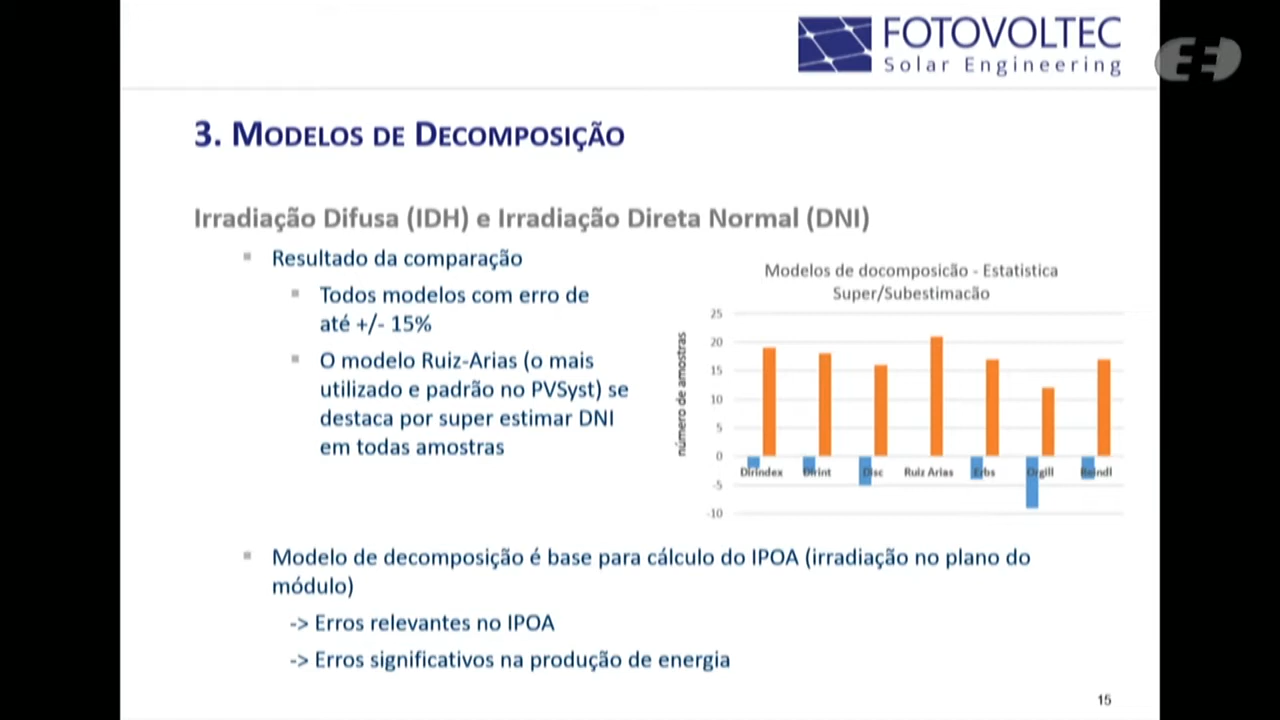 FOTOVOLTEC
Solar Engineering
3. MODELOS DE DECOMPOSIÇÃO
Irradiação Difusa (IDH) e Irradiação Direta Normal (DNI)
Resultado da comparação
Todos modelos com erro de
até +/- 15%
O modelo Ruiz-Arias (o mais
utilizado e padrão no PVSyst) se
destaca por super estimar DNI
em todas amostras
Modelos de docomposicão - Estatistica
Super/Subestimacão
número de amostras
25
20
15
10
5
0
-5
-10
Dirindex Dirint Disc Ruiz Arias Erbs Orgill Reindl
Modelo de decomposição é base para cálculo do IPOA (irradiação no plano do
módulo)
-> Erros relevantes no IPOA
-> Erros significativos na produção de energia
15